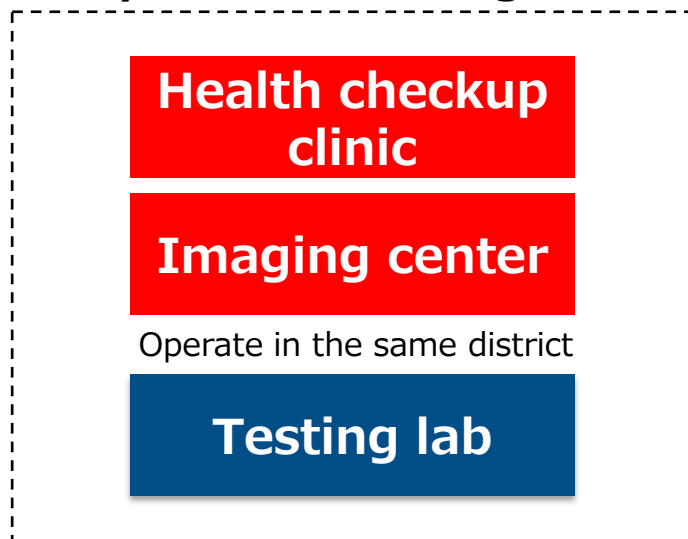 Health checkup
clinic
Imaging center
Operate in the same district
Testing lab